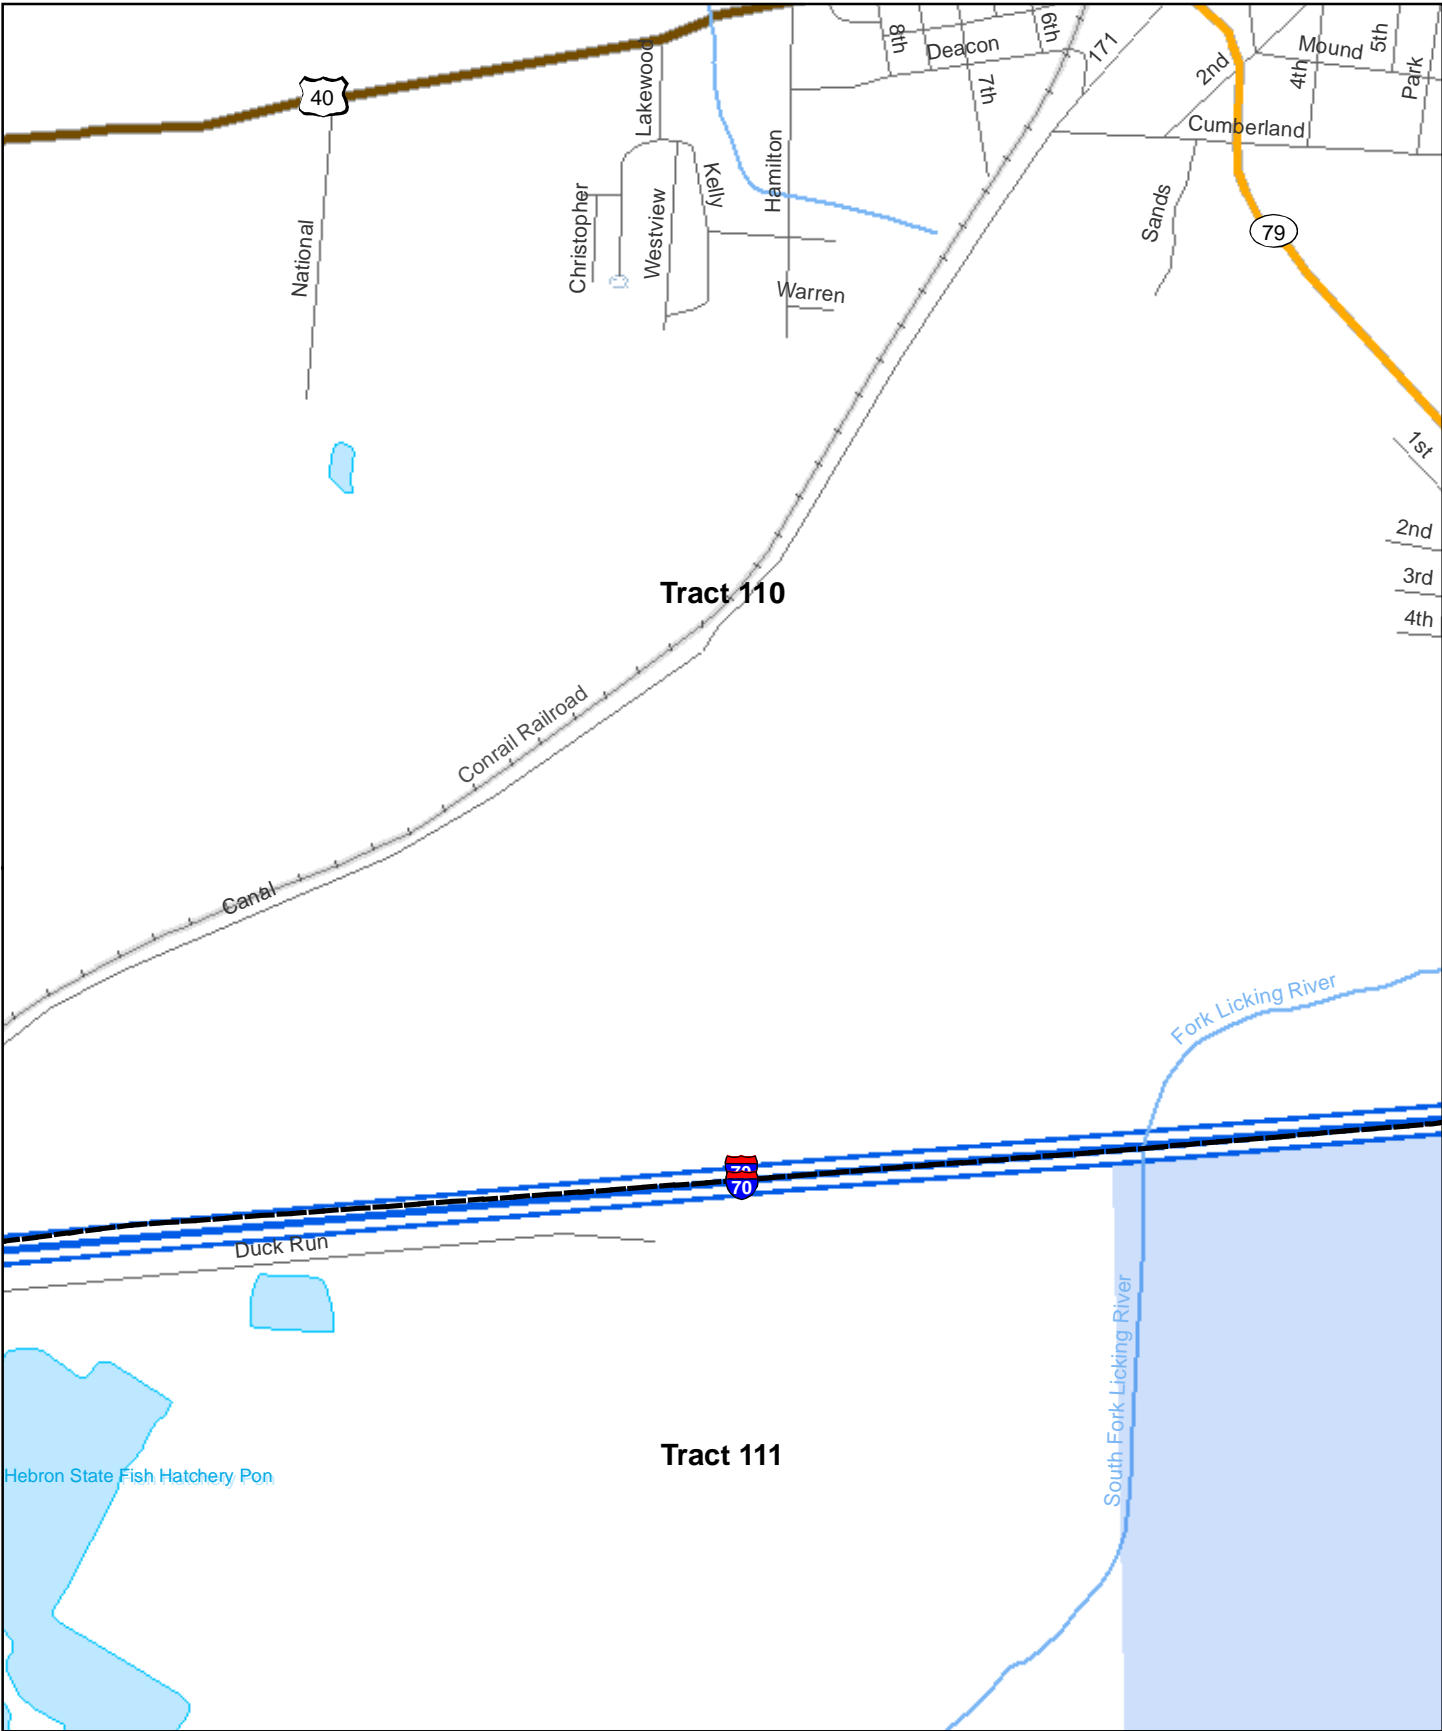 8th
6th
171
Deacon
2nd
Mound
5th
4th
Park
40
Lakewood
7th
Cumberland
Hamilton
Kelly
Christopher
Westview
National
Sands
79
Warren
1st
2nd
3rd
4th
Tract 110
Conrail Railroad
Canal
Fork Licking River
70
70
Duck Run
South Fork Licking River
Tract 111
Hebron State Fish Hatchery Pon